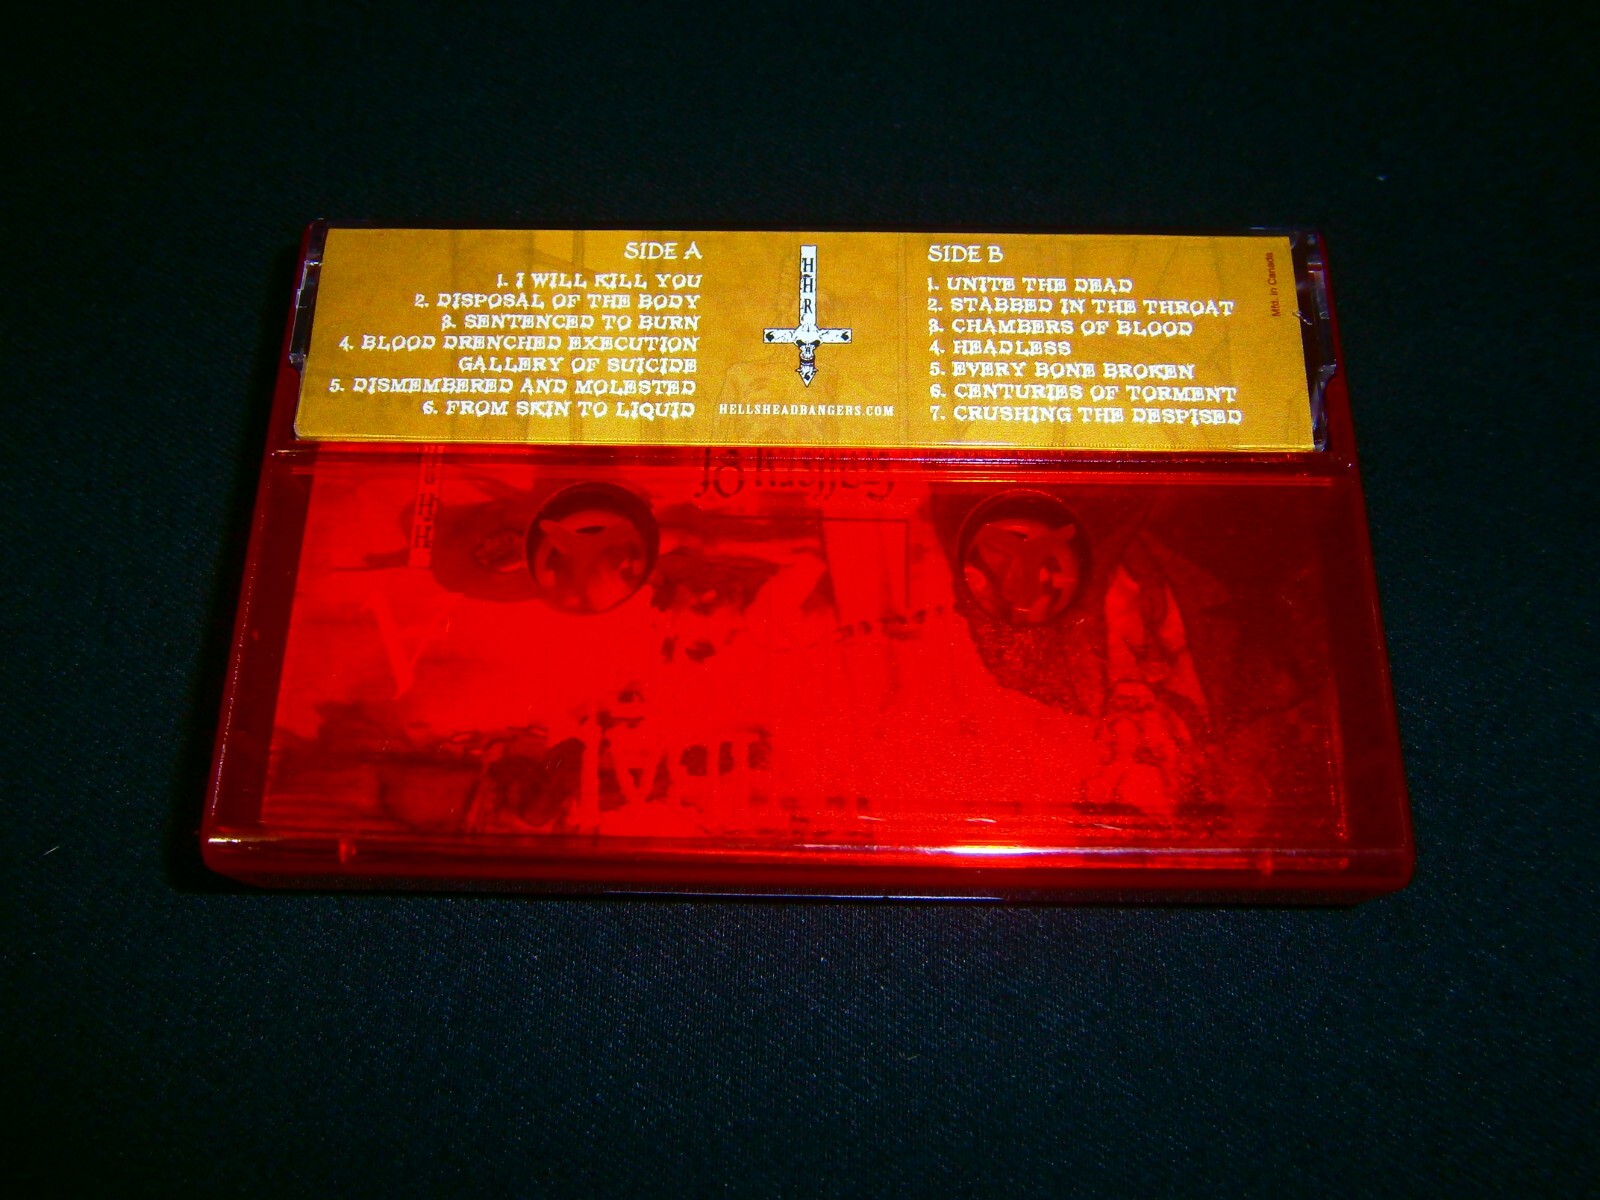 SIDE A
1. I WILL KILL YOU
2. DISPOSAL OF THE BODY
3. SENTENCED TO BURN
4. BLOOD DRENCHED EXECUTION
GALLERY OF SUICIDE
5. DISMEMBERED AND MOLESTED
6. FROM SKIN TO LIQUID
HHR
HELLSHEADBANGERS.COM
SIDE B
1. UNITE THE DEAD
2. STABBED IN THE THROAT
3. CHAMBERS OF BLOOD
4. HEADLESS
5. EVERY BONE BROKEN
6. CENTURIES OF TORMENT
7. CRUSHING THE DESPISED
Mfd. in Canada